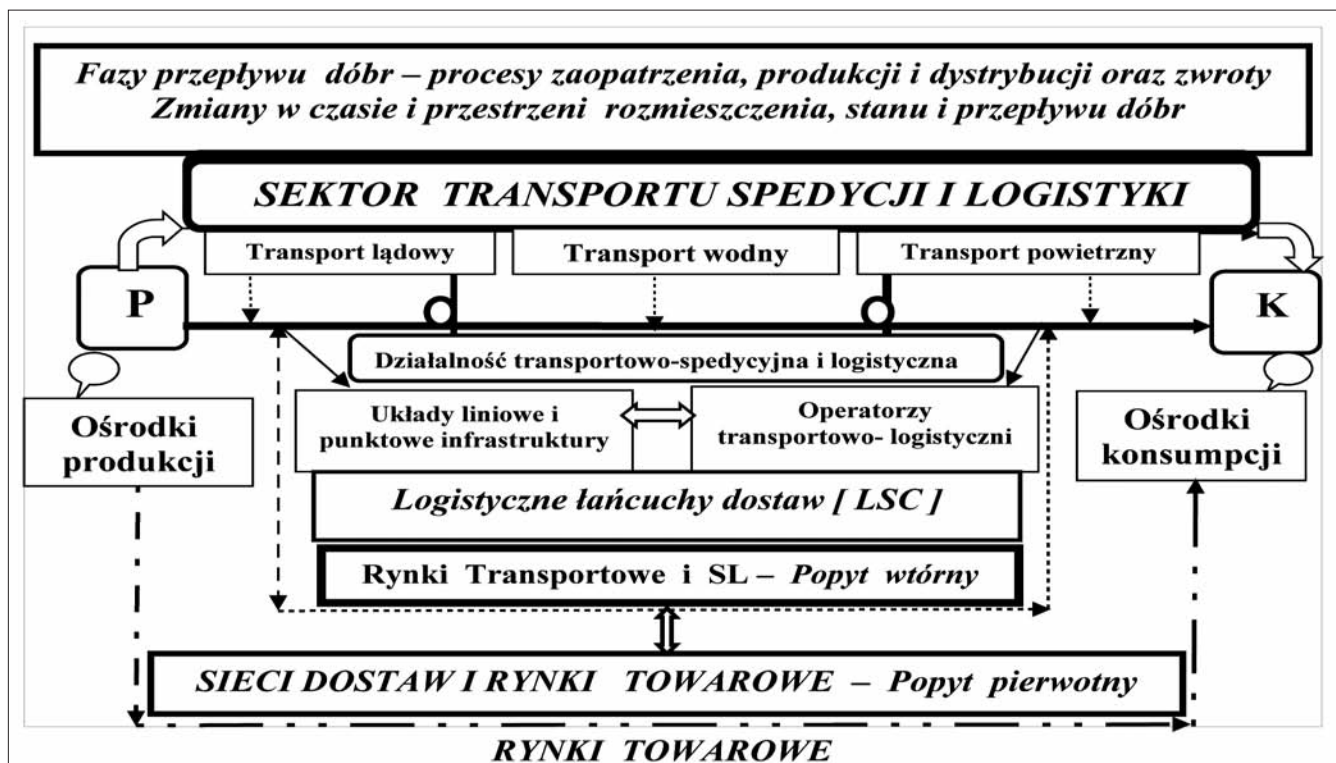 Fazy przepływu dóbr – procesy zaopatrzenia, produkcji i dystrybucji oraz zwroty
Zmiany w czasie i przestrzeni rozmieszczenia, stanu i przepływu dóbr
SEKTOR TRANSPORTU SPEDYCJI I LOGISTYKI
Transport lądowy
Transport wodny
Transport powietrzny
P
K
Działalność transportowo-spedycyjna i logistyczna
Ośrodki
produkcji
Układy liniowe i
punktowe infrastruktury
Operatorzy
transportowo- logistyczni
Ośrodki
konsumpcji
Logistyczne łańcuchy dostaw [ LSC ]
Rynki Transportowe i SL – Popyt wtórny
SIECI DOSTAW I RYNKI TOWAROWE – Popyt pierwotny
RYNKI TOWAROWE